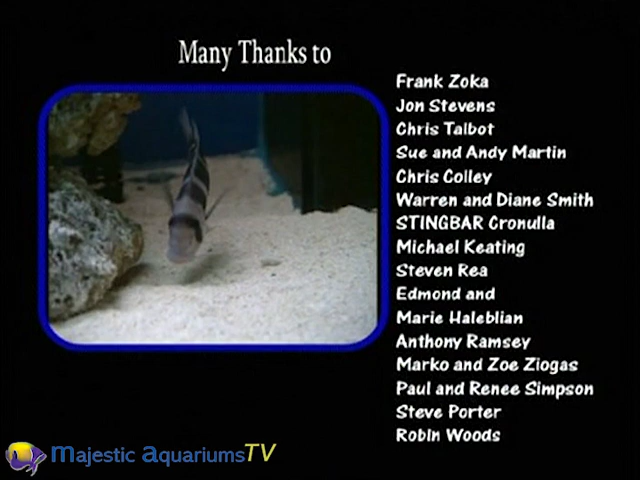 Many Thanks to
Frank Zoka
Jon Stevens
Chris Talbot
Sue and Andy Martin
Chris Colley
Warren and Diane Smith
STINGBAR Cronulla
Michael Keating
Steven Rea
Edmond and
Marie Haleblian
Anthony Ramsey
Marko and Zoe Ziogas
Paul and Renee Simpson
Steve Porter
Robin Woods
majestic aquariumsTV